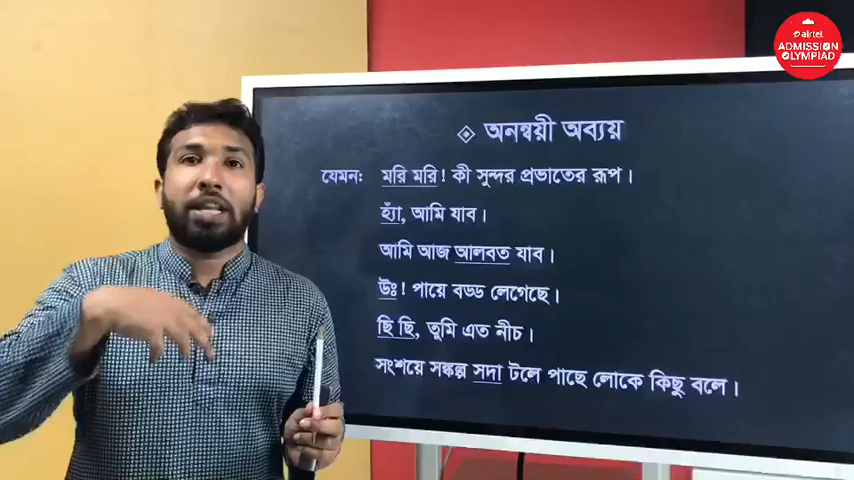 airtel
ADMISSION
OLYMPIAD
অনন্বয়ী অব্যয়
যেমন: মরি মরি! কী সুন্দর প্রভাতের রূপ।
হ্যাঁ, আমি যাব।
আমি আজ আলবত যাব।
উঃ! পায়ে বড্ড লেগেছে।
ছি ছি, তুমি এত নীচ।
সংশয়ে সঙ্কল্প সদা টলে পাছে লোকে কিছু বলে।